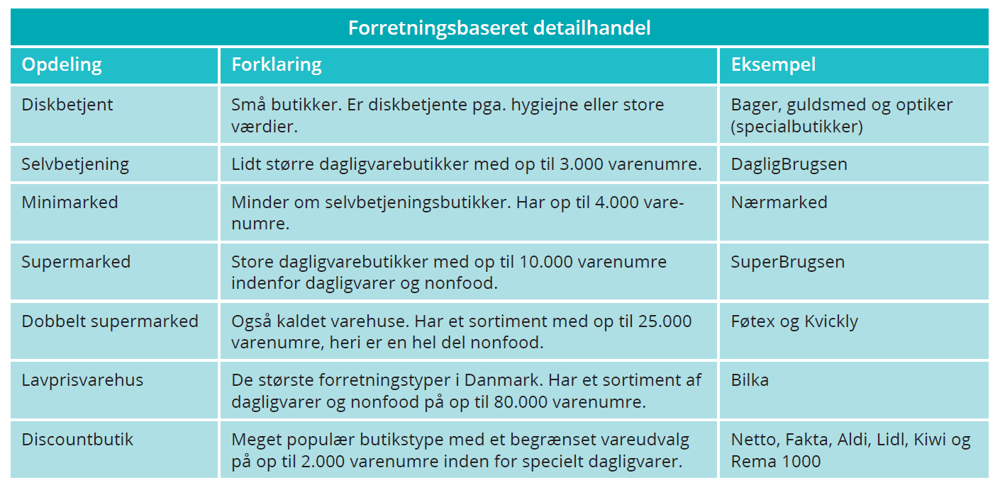 Forretningsbaseret detailhandel
Opdeling
Forklaring
Eksempel
Diskbetjent
Små butikker. Er diskbetjente pga. hygiejne eller store
værdier.
Bager, guldsmed og optiker
(specialbutikker)
Selvbetjening
Lidt større dagligvarebutikker med op til 3.000 varenumre.
DagligBrugsen
Minimarked
Minder om selvbetjeningsbutikker. Har op til 4.000 vare-
numre.
Nærmarked
Supermarked
Store dagligvarebutikker med op til 10.000 varenumre
indenfor dagligvarer og nonfood.
SuperBrugsen
Dobbelt supermarked
Også kaldet varehuse. Har et sortiment med op til 25.000
varenumre, heri er en hel del nonfood.
Føtex og Kvickly
Lavprisvarehus
De største forretningstyper i Danmark. Har et sortiment af
dagligvarer og nonfood på op til 80.000 varenumre.
Bilka
Discountbutik
Meget populær butikstype med et begrænset vareudvalg
på op til 2.000 varenumre inden for specielt dagligvarer.
Netto, Fakta, Aldi, Lidl, Kiwi og
Rema 1000